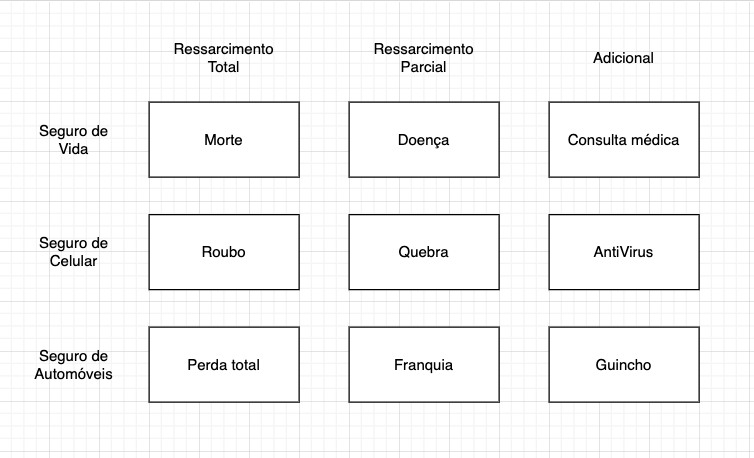 Ressarcimento
Total
Ressarcimento
Parcial
Adicional
Seguro de
Vida
Morte
Doença
Consulta médica
Seguro de
Celular
Roubo
Quebra
AntiVirus
Seguro de
Automóveis
Perda total
Franquia
Guincho